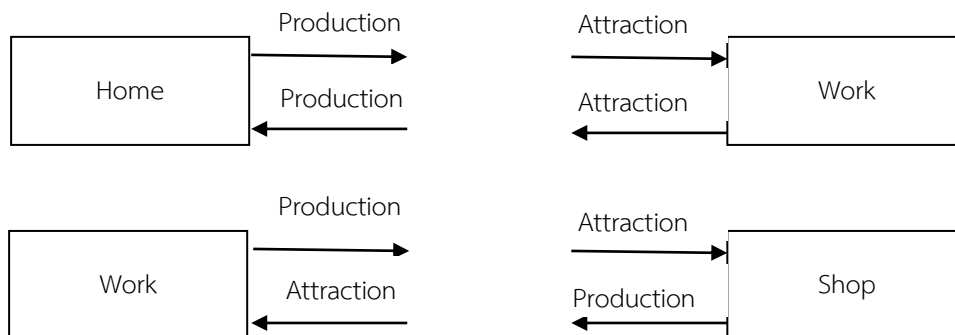 Production
Attraction
Home
Production
Attraction
Work
Production
Attraction
Work
Attraction
Production
Shop